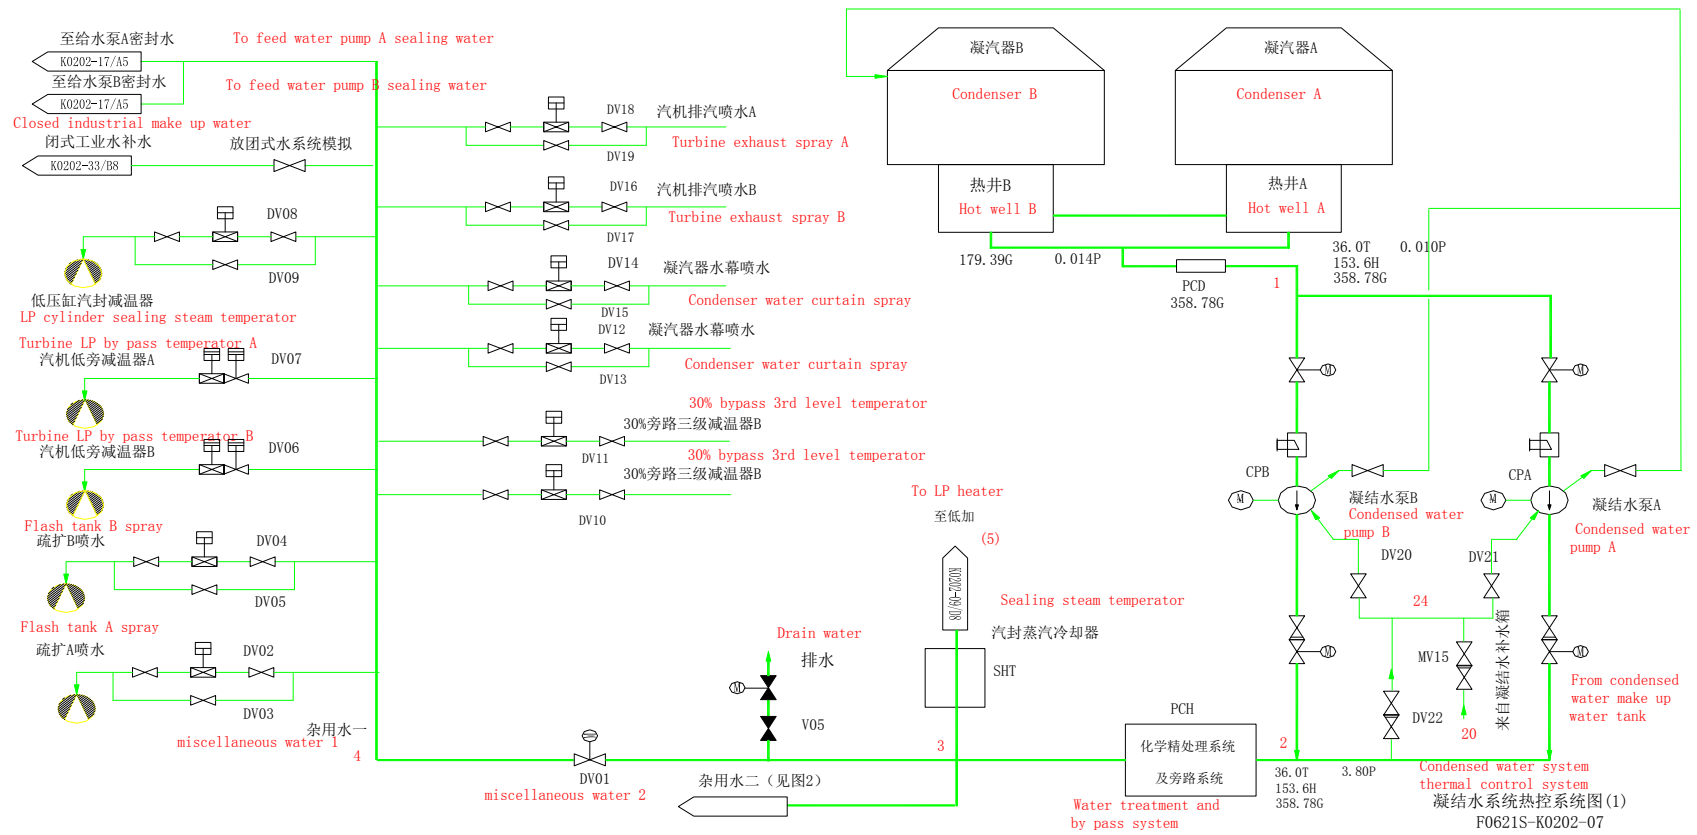 至给水泵A密封水
To feed water pump A sealing water
K0202-17/A5
至给水泵B密封水
To feed water pump B sealing water
K0202-17/A5
Closed industrial make up water
闭式工业水补水
放团式水系统模拟
K0202-33/B8
DV08
DV09
低压缸汽封减温器
LP cylinder sealing steam temperator
Turbine LP by pass temperator A
汽机低旁减温器A
DV07
Turbine LP by pass temperator B
汽机低旁减温器B
DV06
Flash tank B spray
疏扩B喷水
DV04
DV05
Flash tank A spray
疏扩A喷水
DV02
DV03
杂用水一
miscellaneous water 1
4
DV18
汽机排汽喷水A
DV19
Turbine exhaust spray A
DV16
汽机排汽喷水B
Turbine exhaust spray B
DV17
DV14
凝汽器水幕喷水
Condenser water curtain spray
DV15
DV12
凝汽器水幕喷水
Condenser water curtain spray
DV13
30% bypass 3rd level temperator
30%旁路三级减温器B
DV11
30% bypass 3rd level temperator
30%旁路三级减温器B
DV10
凝汽器B
Condenser B
凝汽器A
Condenser A
热井B
Hot well B
热井A
Hot well A
179.39G
0.014P
36.0T
0.010P
153.6H
358.78G
PCD
358.78G
1
M
M
CPB
M
凝结水泵B
Condensed water
pump B
CPA
M
凝结水泵A
Condensed water
pump A
DV20
DV21
24
M
M
MV15
来自凝结水补水箱
From condensed
water make up
water tank
DV22
20
To LP heater
至低加
(5)
K0202-09/D8
Sealing steam temperator
汽封蒸汽冷却器
SHT
Drain water
排水
M
V05
DV01
miscellaneous water 2
杂用水二（见图2）
3
PCH
化学精处理系统
及旁路系统
Water treatment and
by pass system
2
36.0T
3.80P
153.6H
358.78G
Condensed water system
thermal control system
凝结水系统热控系统图(1)
F0621S-K0202-07